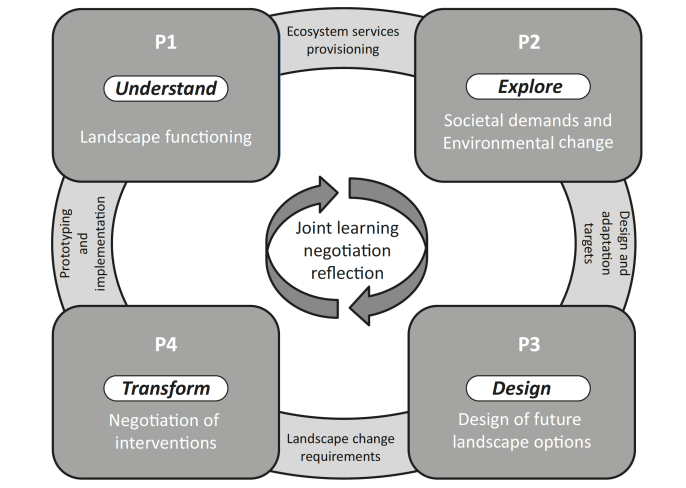 P1
Understand
Landscape functioning
Ecosystem services
provisioning
P2
Explore
Societal demands and
Environmental change
Prototyping
and
implementation
Joint learning
negotiation
reflection
Design and
adaptation
targets
P4
Transform
Negotiation of
interventions
Landscape change
requirements
P3
Design
Design of future
landscape options